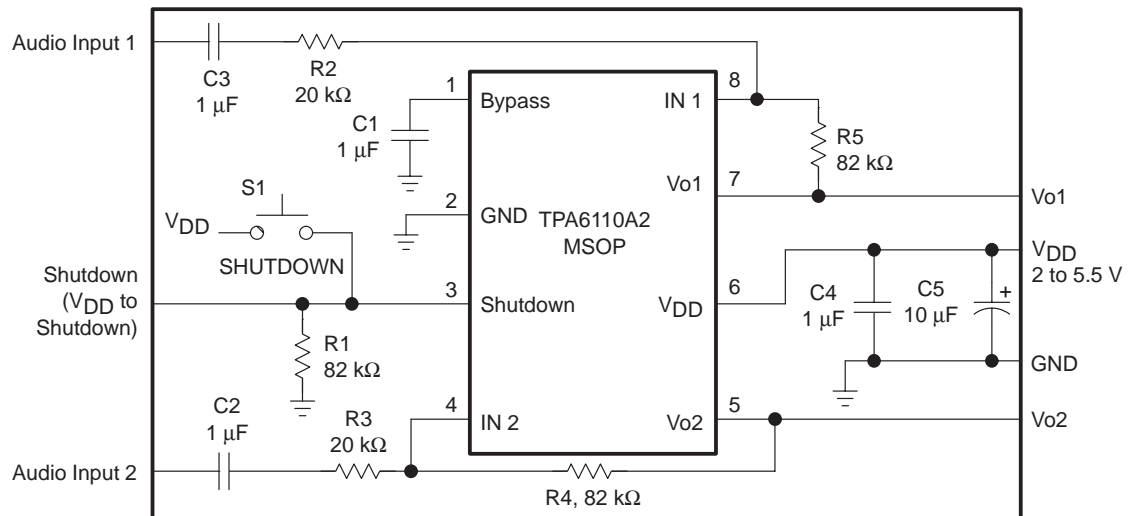 Audio Input 1
C3
1 μF
R2
20 kΩ
1
Bypass
C1
1 μF
8
IN 1
R5
82 kΩ
7
Vo1
Vo1
S1
VDD
SHUTDOWN
2
GND
TPA6110A2
MSOP
VDD
2 to 5.5 V
Shutdown
(VDD to
Shutdown)
3
Shutdown
6
VDD
C4
1 μF
C5
10 μF
+
R1
82 kΩ
GND
C2
1 μF
R3
20 kΩ
4
IN 2
5
Vo2
Vo2
Audio Input 2
R4, 82 kΩ